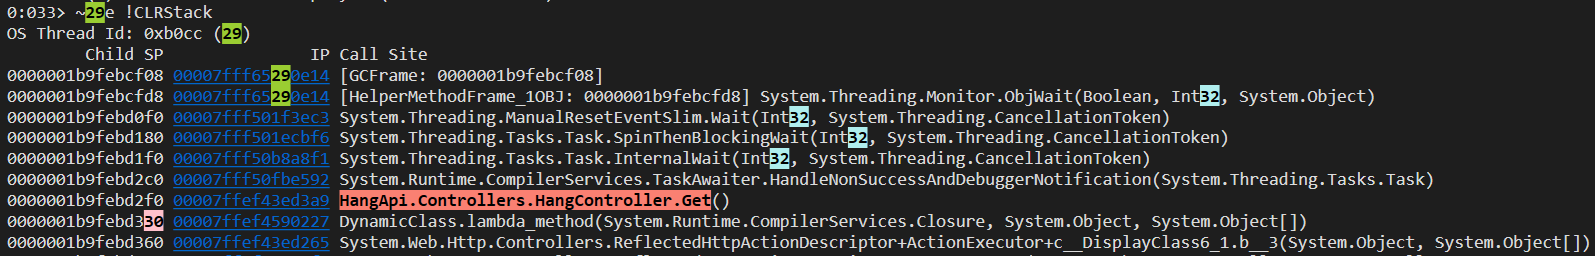 0:033> ~29e !CLRStack
OS Thread Id: 0xb0cc (29)
        Child SP               IP Call Site
0000001b9febcf08 00007fff65290e14 [GCFrame: 0000001b9febcf08]
0000001b9febcfd8 00007fff65290e14 [HelperMethodFrame_1OBJ: 0000001b9febcfd8] System.Threading.Monitor.ObjWait(Boolean, Int32, System.Object)
0000001b9febd0f0 00007fff501f3ec3 System.Threading.ManualResetEventSlim.Wait(Int32, System.Threading.CancellationToken)
0000001b9febd180 00007fff501ecbf6 System.Threading.Tasks.Task.SpinThenBlockingWait(Int32, System.Threading.CancellationToken)
0000001b9febd1f0 00007fff50b8a8f1 System.Threading.Tasks.Task.InternalWait(Int32, System.Threading.CancellationToken)
0000001b9febd2c0 00007fff50fbe592 System.Runtime.CompilerServices.TaskAwaiter.HandleNonSuccessAndDebuggerNotification(System.Threading.Tasks.Task)
0000001b9febd2f0 00007ffef43ed3a9 HangApi.Controllers.HangController.Get()
0000001b9febd330 00007ffef4590227 DynamicClass.lambda_method(System.Runtime.CompilerServices.Closure, System.Object, System.Object[])
0000001b9febd360 00007ffef43ed265 System.Web.Http.Controllers.ReflectedHttpActionDescriptor+ActionExecutor+c__DisplayClass6_1.b__3(System.Object, System.Object[])